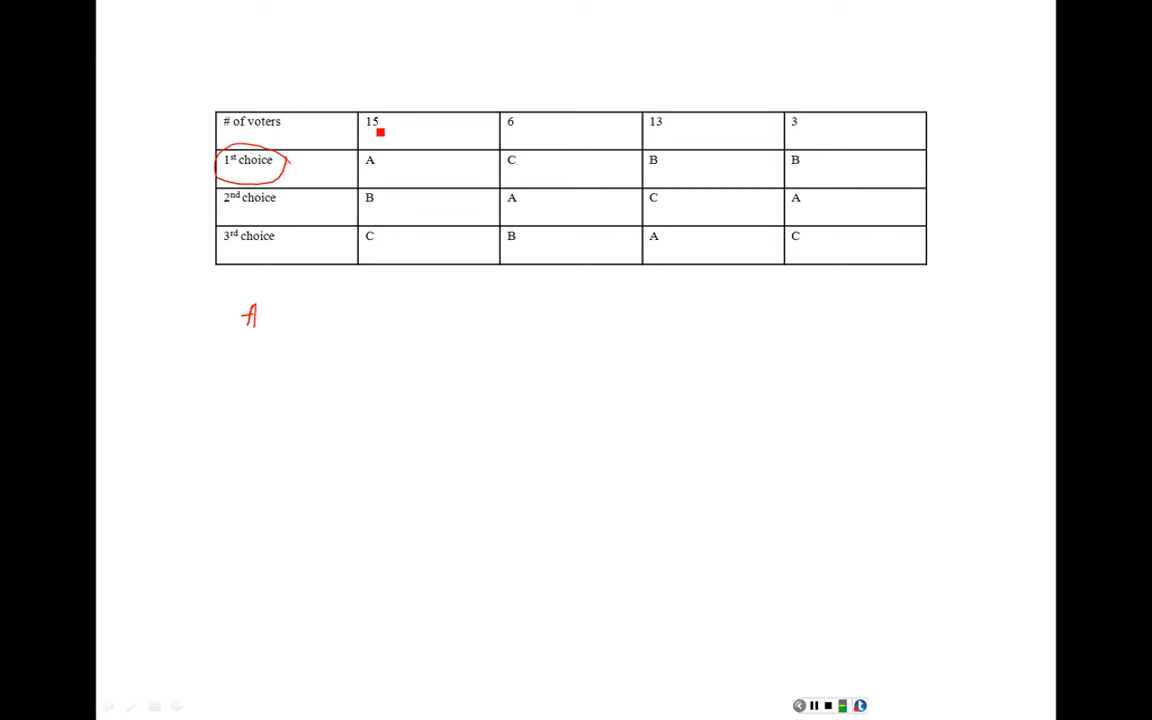 # of voters 15 6 13 3
1st choice A C B B
2nd choice B A C A
3rd choice C B A C
A